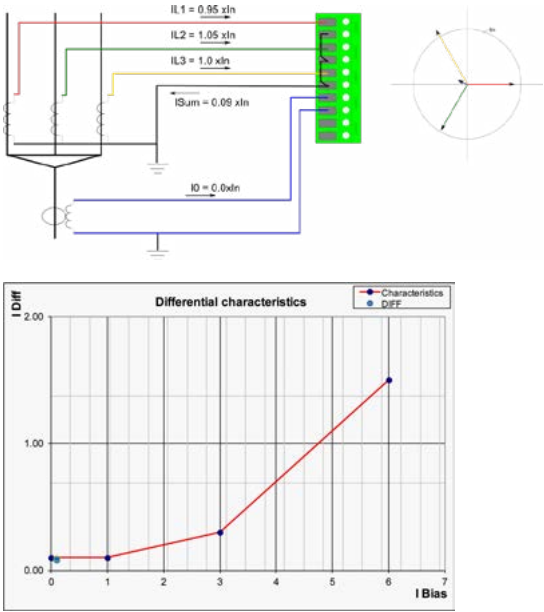 IL1 = 0.95 xIn
IL2 = 1.05 xIn
IL3 = 1.0 xIn
ISum = 0.09 xIn
I0 = 0.0xIn
Differential characteristics
Characteristics
DIFF
I Diff
2.00
1.00
0.00
0 1 2 3 4 5 6 7
I Bias